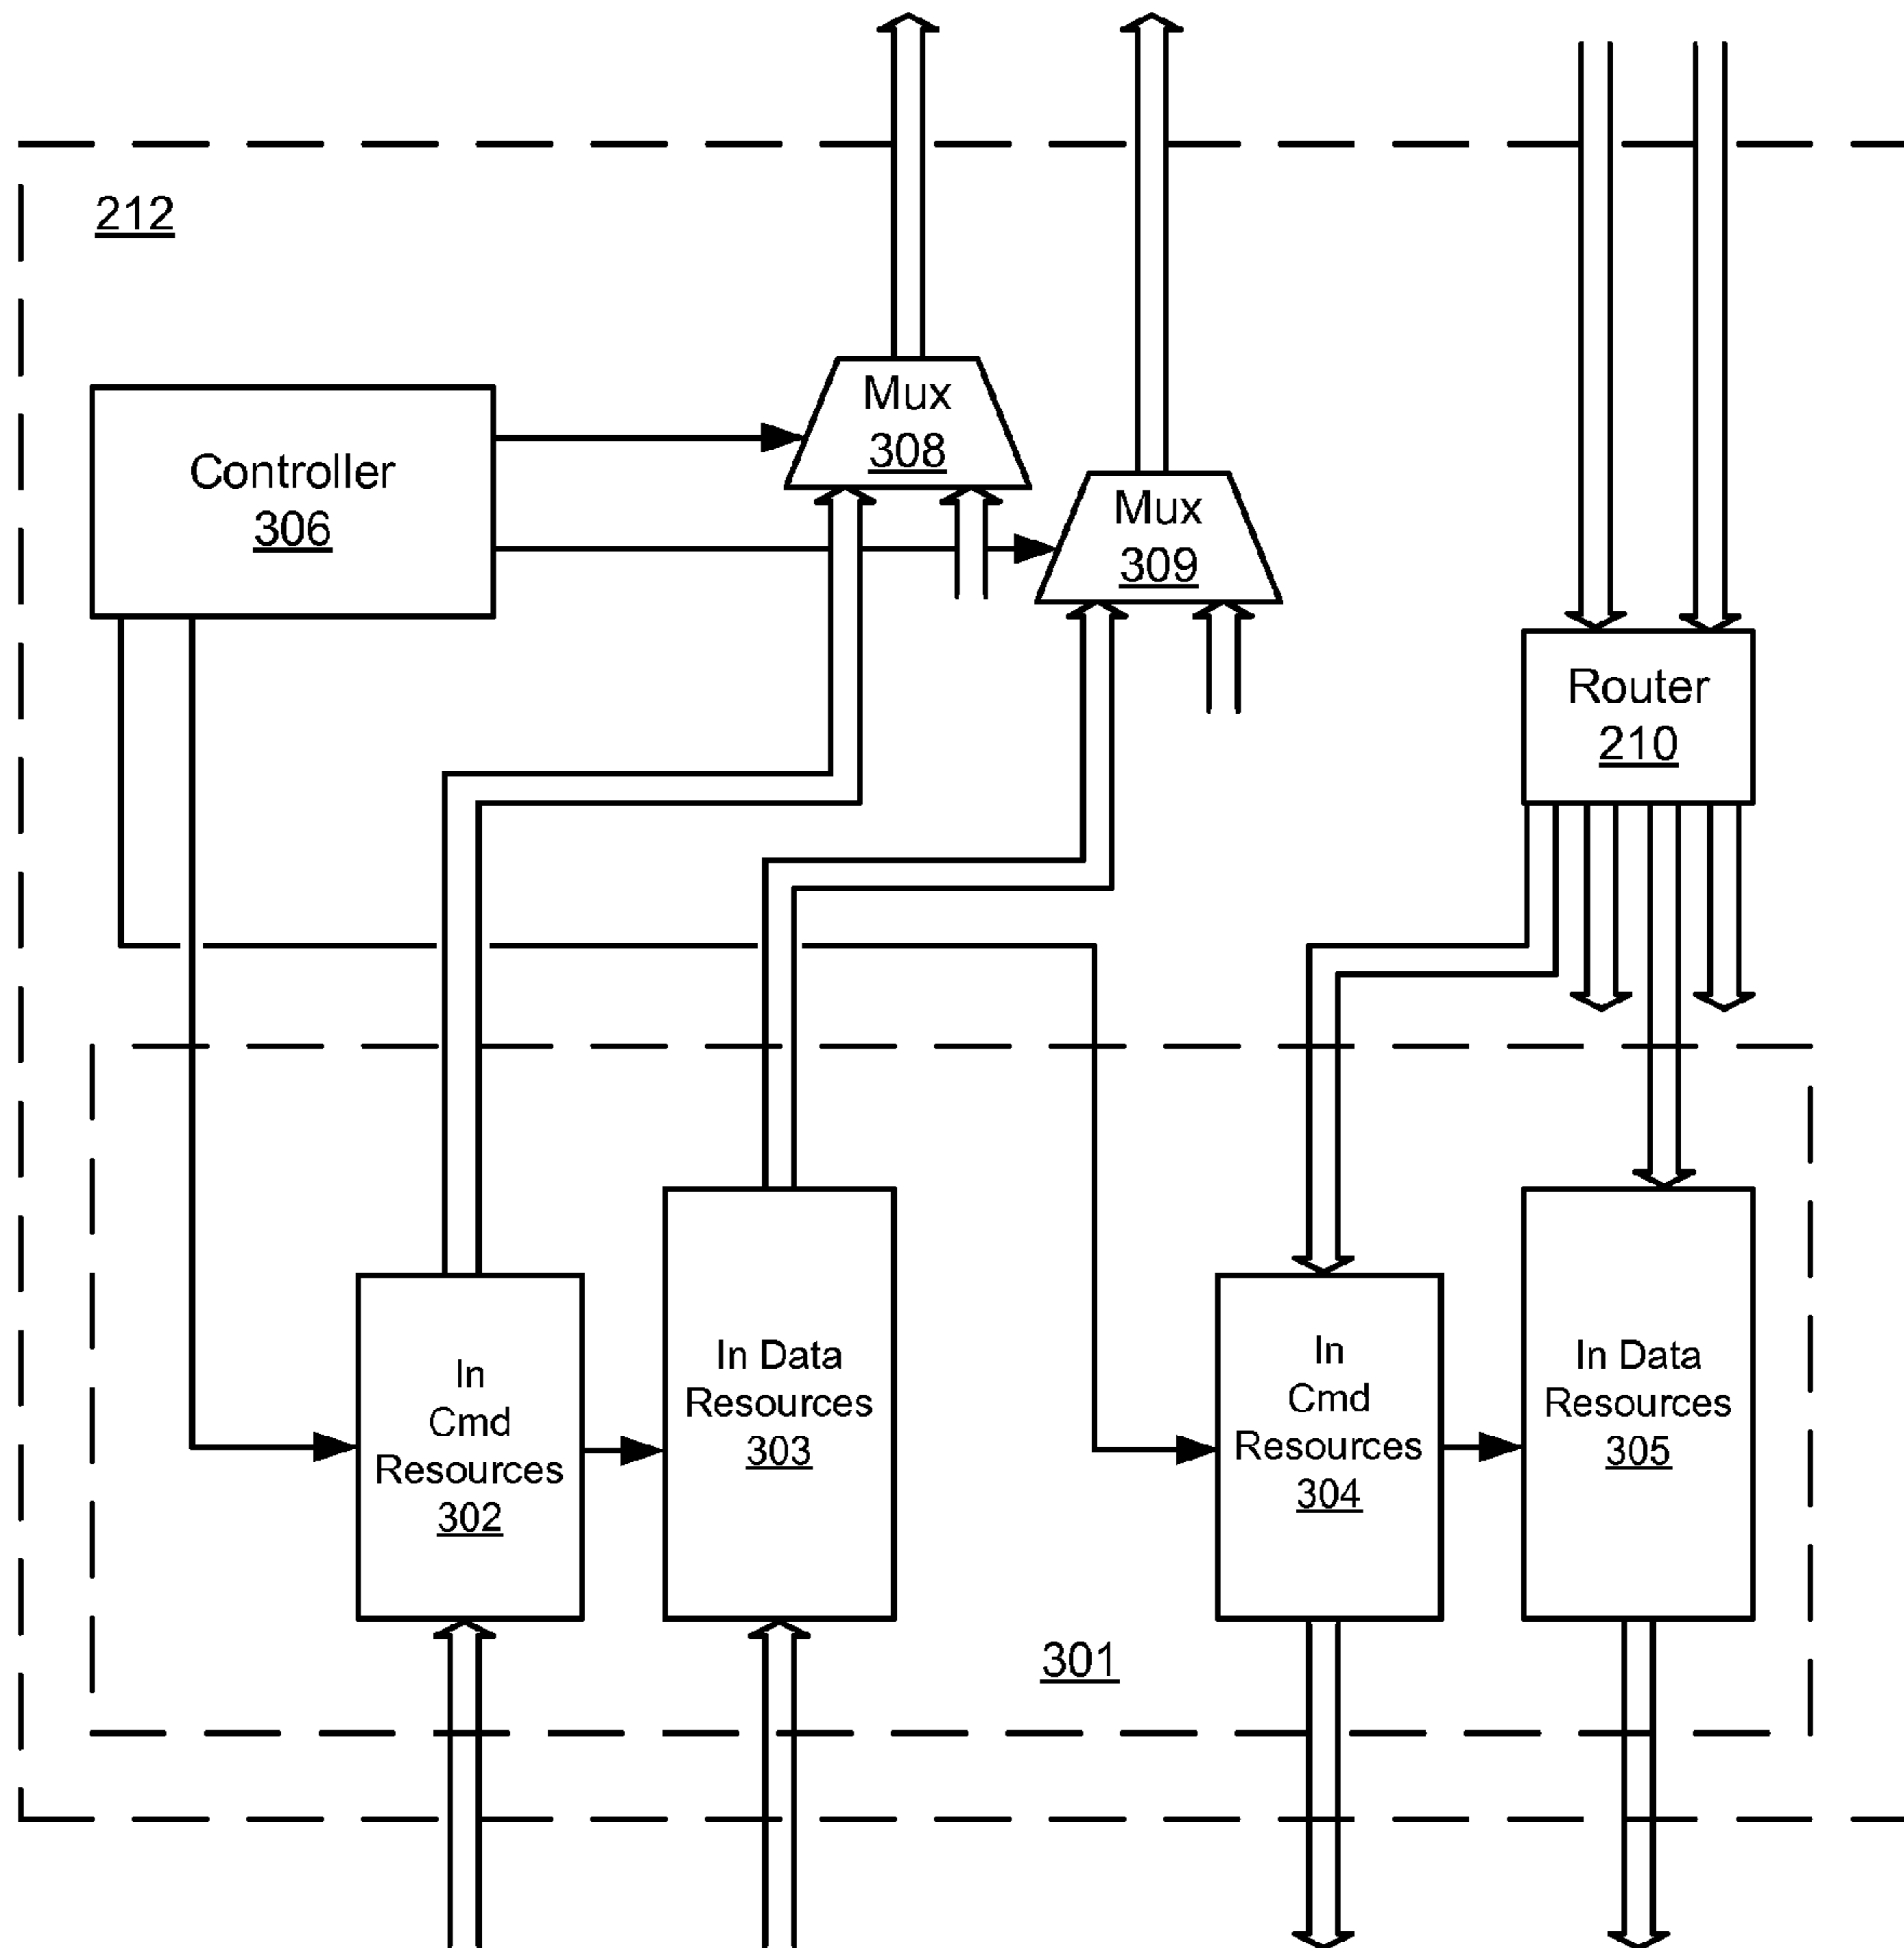 212
Mux
308
Controller
306
Mux
309
Router
210
In
Cmd
Resources
302
In Data
Resources
303
In
Cmd
Resources
304
In Data
Resources
305
301